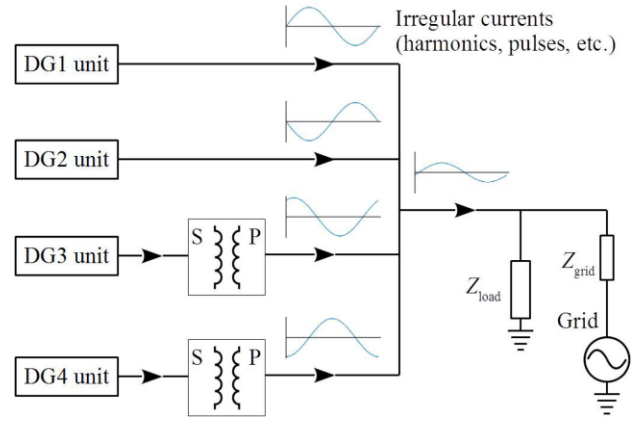 Irregular currents
(harmonics, pulses, etc.)
DG1 unit
DG2 unit
DG3 unit
S P
Z_load
Z_grid
Grid
DG4 unit
S P